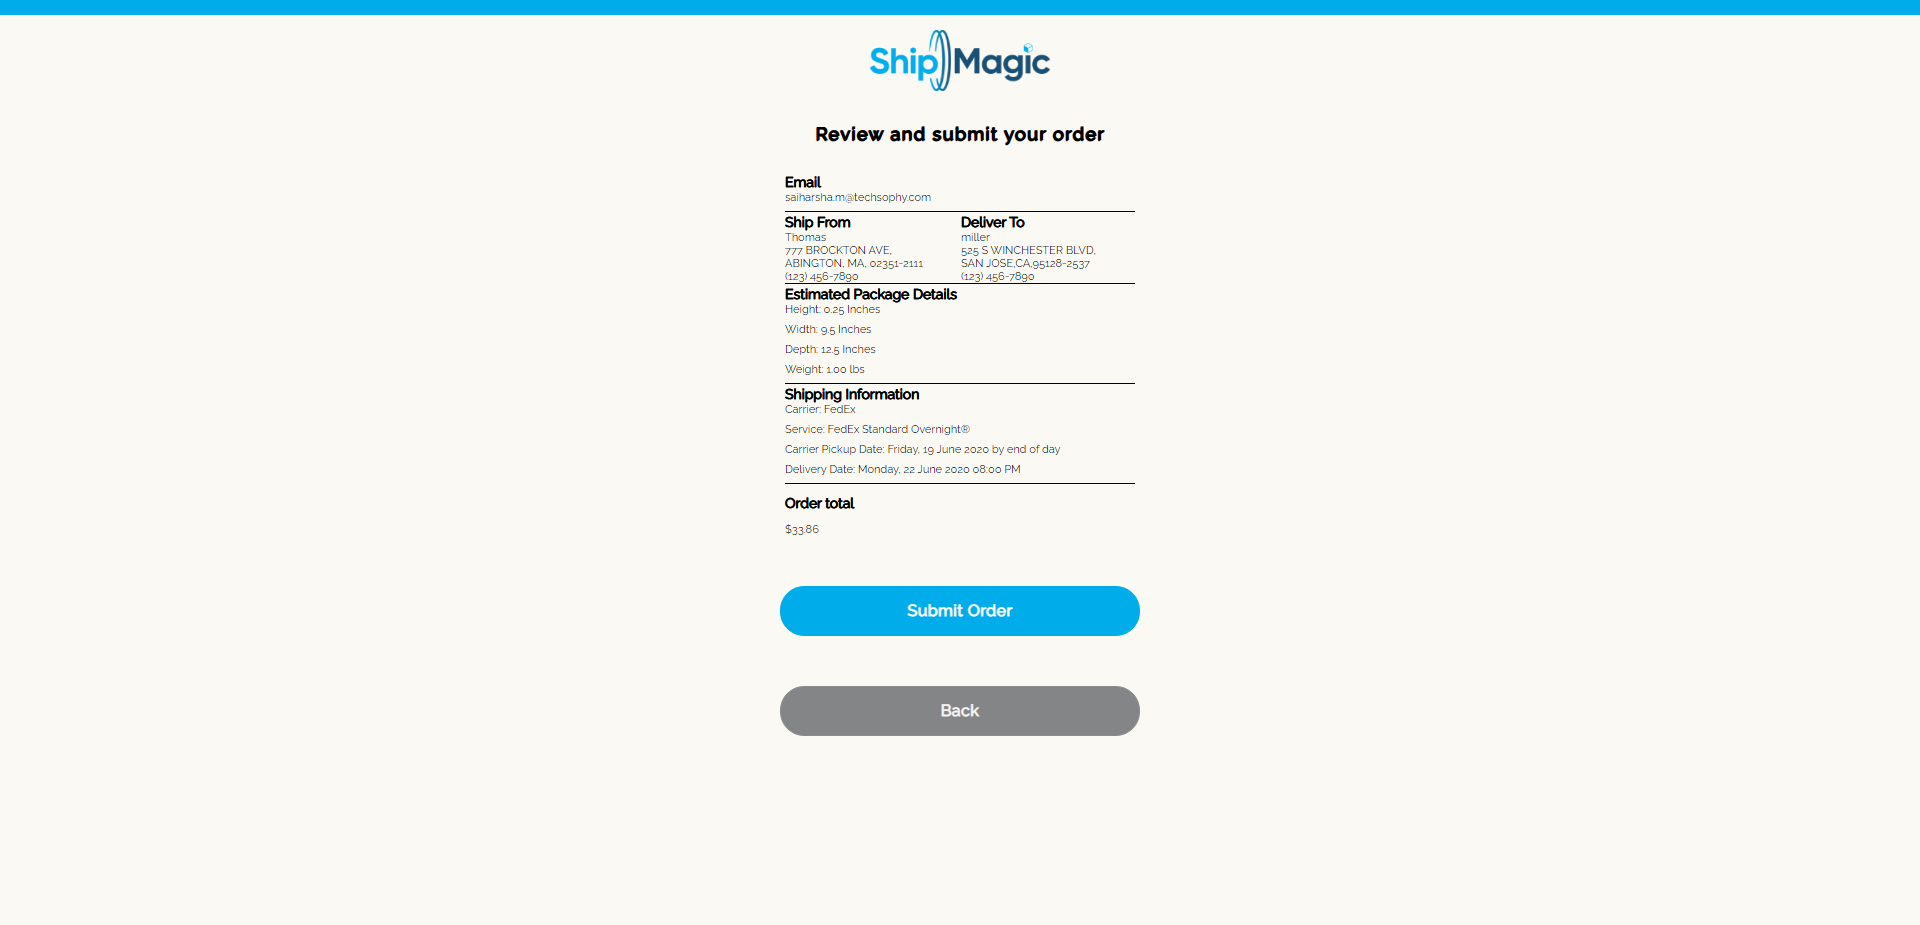 Ship Magic
Review and submit your order
Email
saiharsha.m@techsophy.com
Ship From
Thomas
777 BROCKTON AVE,
ABINGTON, MA, 02351-2111
(123) 456-7890
Deliver To
miller
525 S WINCHESTER BLVD,
SAN JOSE,CA,95128-2537
(123) 456-7890
Estimated Package Details
Height: 0.25 Inches
Width: 9.5 Inches
Depth: 12.5 Inches
Weight: 1.00 lbs
Shipping Information
Carrier: FedEx
Service: FedEx Standard Overnight®
Carrier Pickup Date: Friday, 19 June 2020 by end of day
Delivery Date: Monday, 22 June 2020 08:00 PM
Order total
$33.86
Submit Order
Back